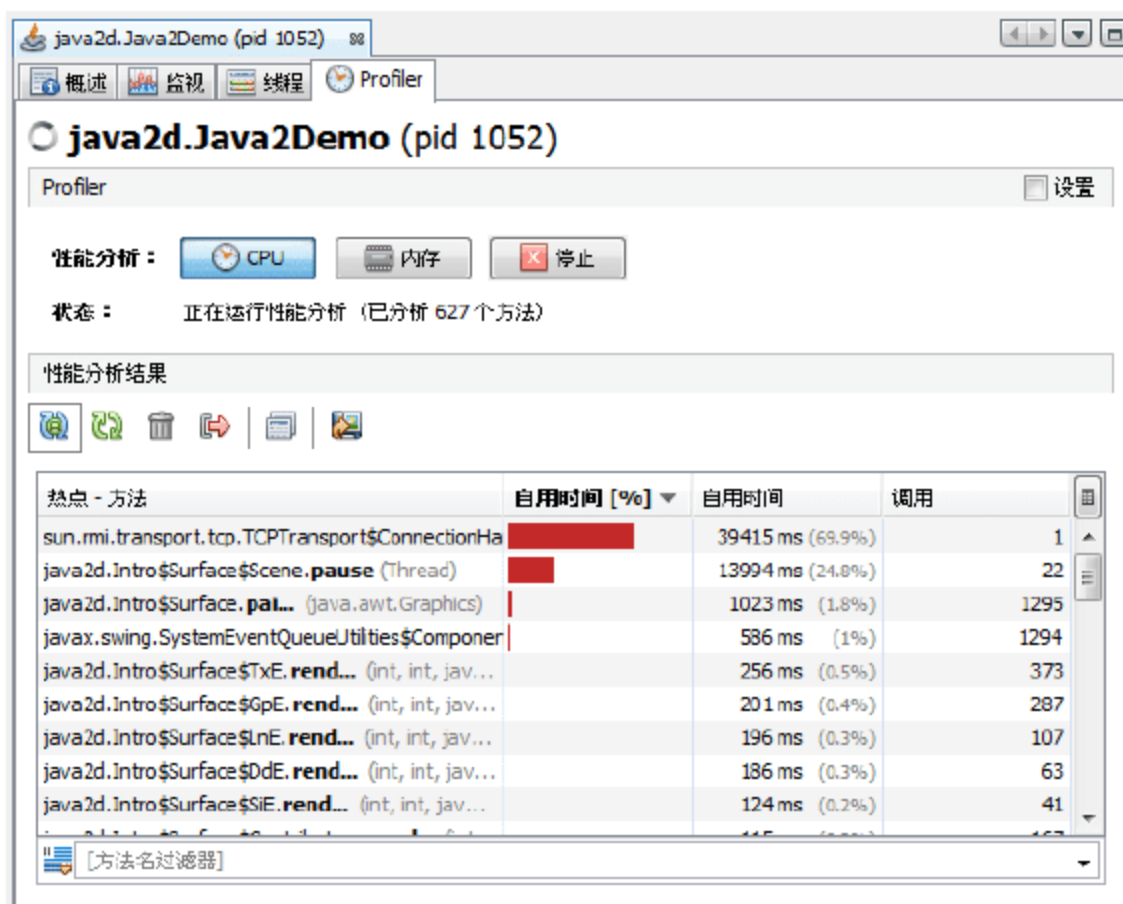 java2d.Java2Demo (pid 1052)
概述 监视 线程 Profiler
java2d.Java2Demo (pid 1052)
Profiler 设置
性能分析： CPU 内存 停止
状态： 正在运行性能分析（已分析 627 个方法）
性能分析结果
热点 - 方法 自用时间 [%] 自用时间 调用
sun.rmi.transport.tcp.TCPTransport$ConnectionHa 39415 ms (69.9%) 1
java2d.Intro$Surface$Scene.pause (Thread) 13994 ms (24.8%) 22
java2d.Intro$Surface.pai... (java.awt.Graphics) 1023 ms (1.8%) 1295
javax.swing.SystemEventQueueUtilities$Componer 586 ms (1%) 1294
java2d.Intro$Surface$TxE.rend... (int, int, jav... 256 ms (0.5%) 373
java2d.Intro$Surface$GpE.rend... (int, int, jav... 201 ms (0.4%) 287
java2d.Intro$Surface$LnE.rend... (int, int, jav... 196 ms (0.3%) 107
java2d.Intro$Surface$DdE.rend... (int, int, jav... 186 ms (0.3%) 63
java2d.Intro$Surface$SiE.rend... (int, int, jav... 124 ms (0.2%) 41
[方法名过滤器]